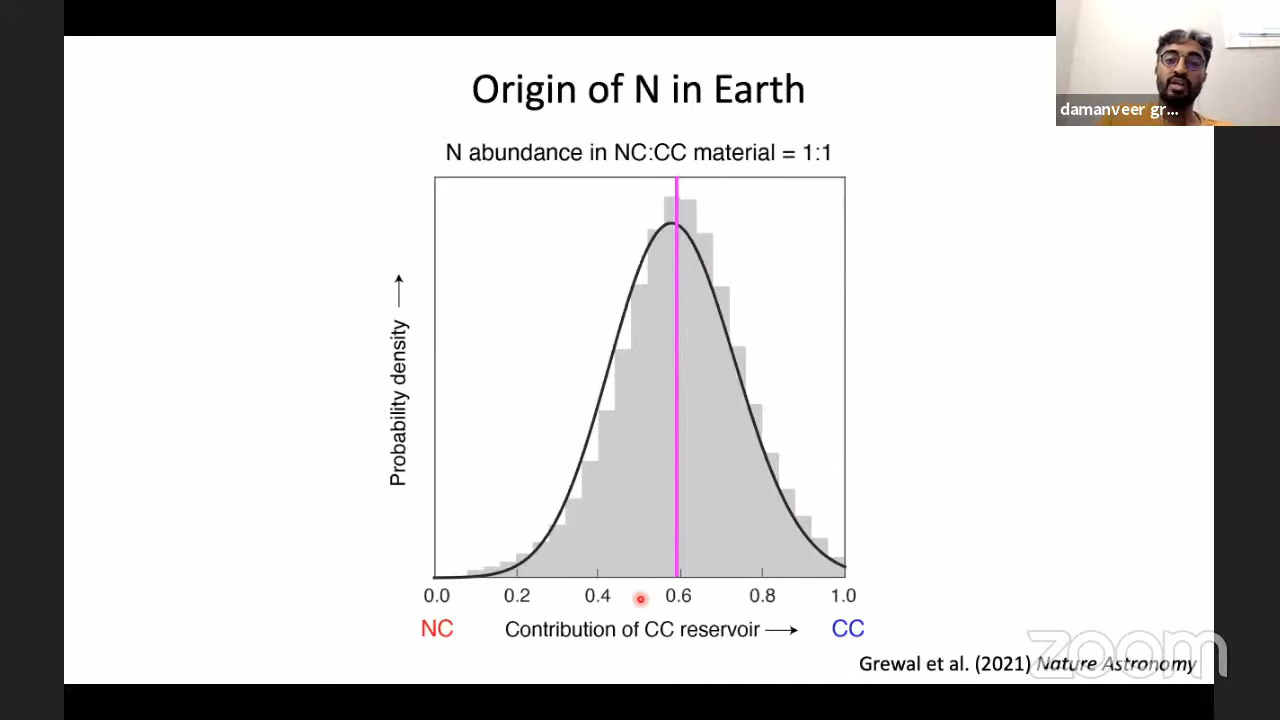 Origin of N in Earth
damanveer gr...
N abundance in NC:CC material = 1:1
Probability density
0.0 0.2 0.4 0.6 0.8 1.0
NC Contribution of CC reservoir CC
Grewal et al. (2021) Nature Astronomy
zoom